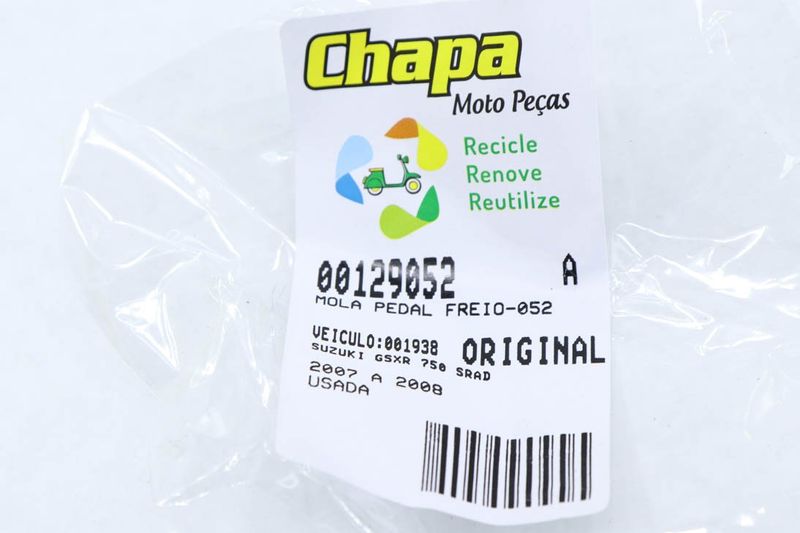 Chapa
Moto Peças
Recicle
Renove
Reutilize
00129052 A
MOLA PEDAL FREIO-052
VEICULO:001938 ORIGINAL
SUZUKI GSXR 750 SRAD
2007 A 2008
USADA